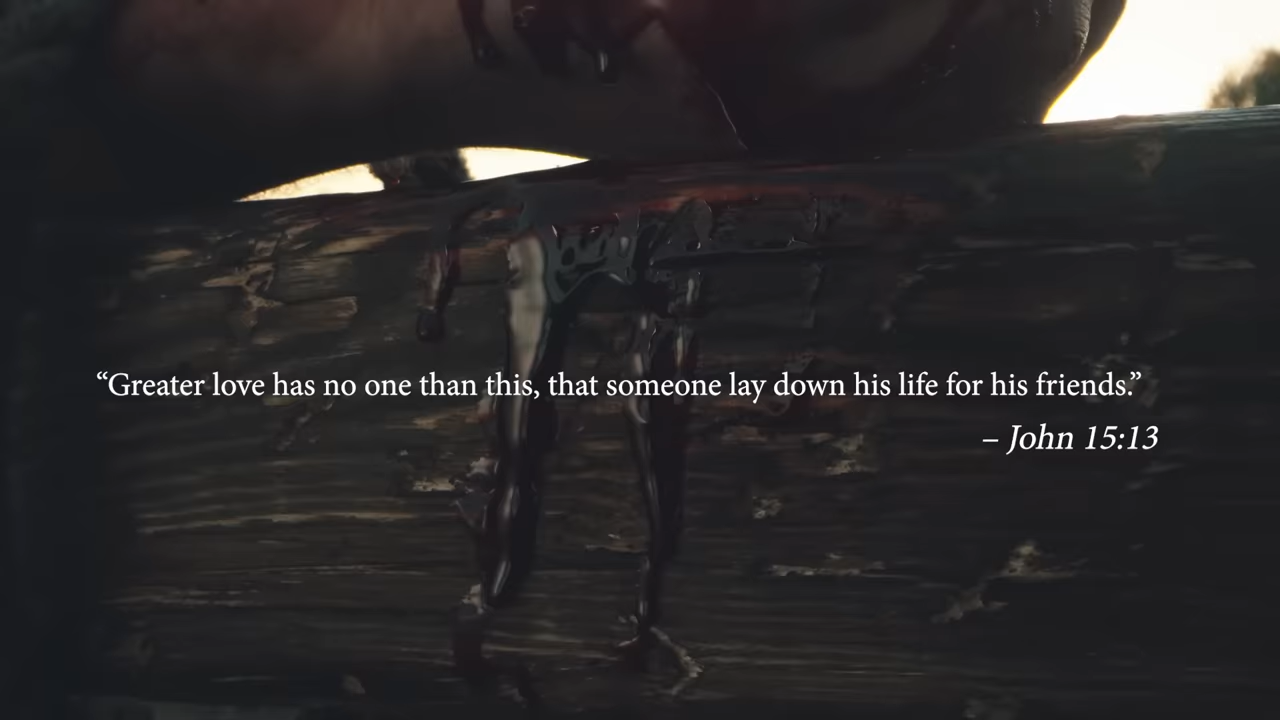 “Greater love has no one than this, that someone lay down his life for his friends.”
– John 15:13